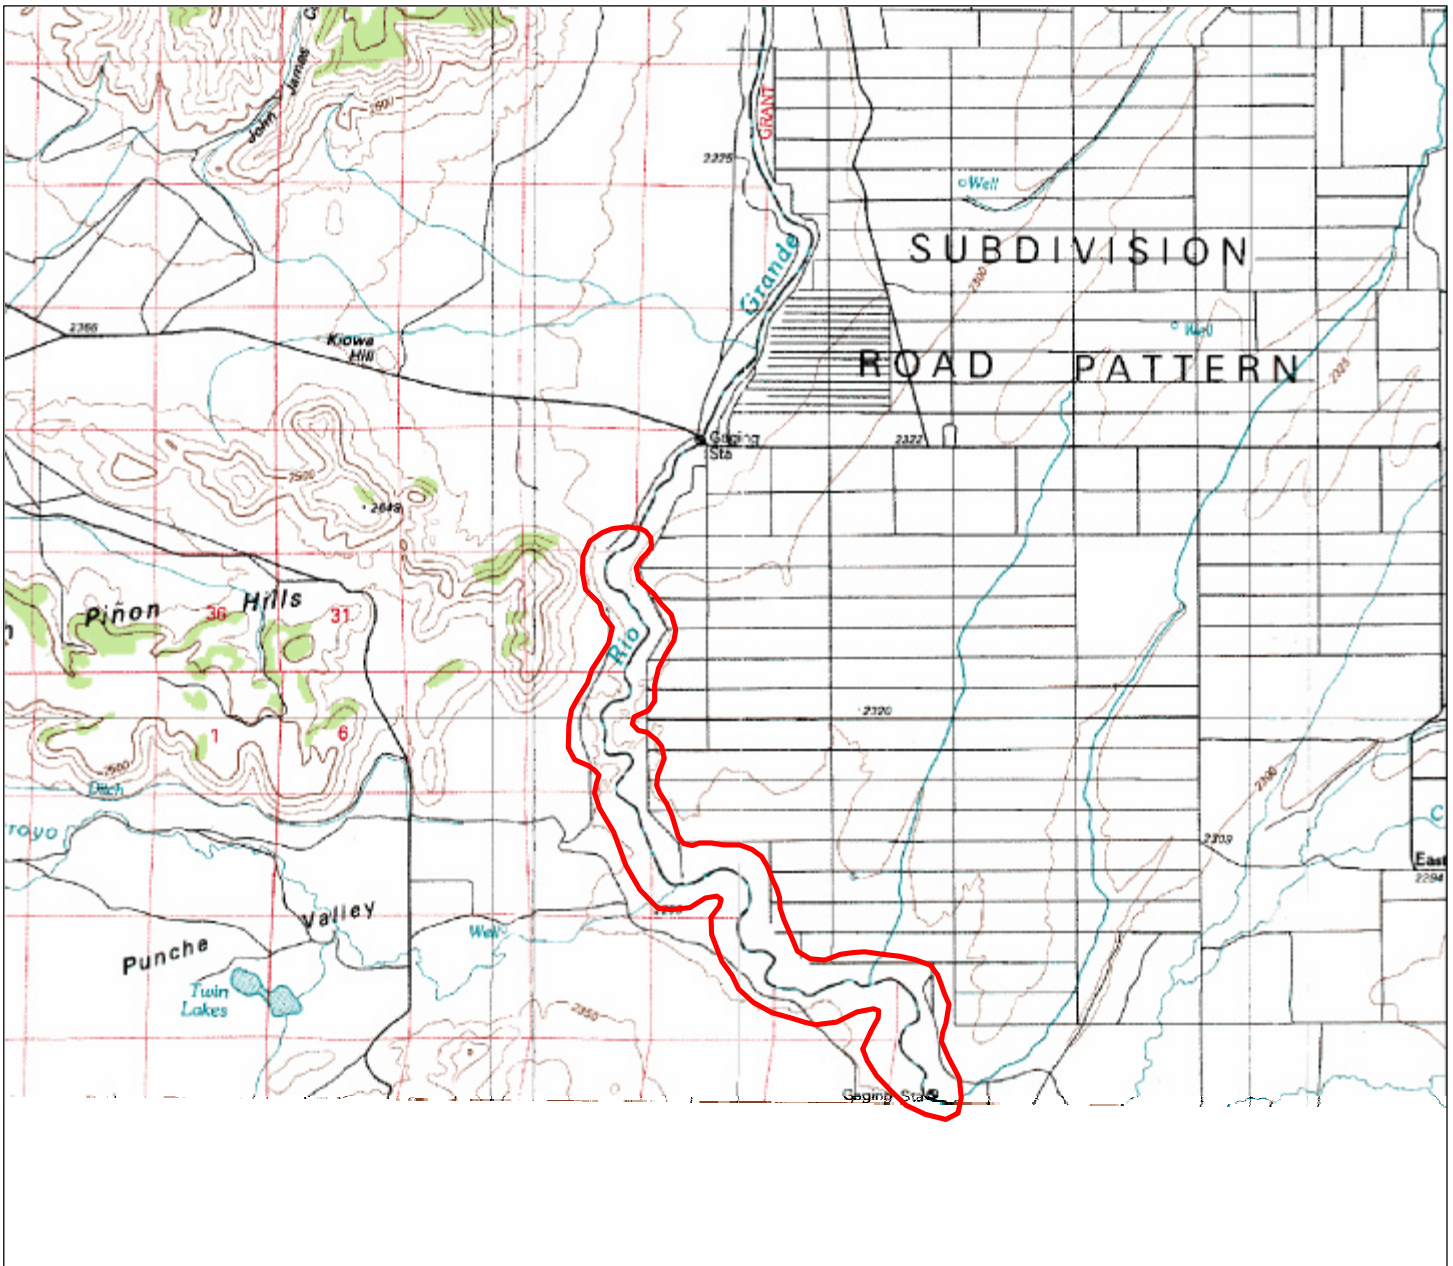 John James
2500
GRANT
2225
Well
SUBDIVISION
Grande
2300
2366
Kiowa
Hill
Well
ROAD PATTERN
2325
Gaging
Sta
2322
2500
2648
Piñon Hills
36
31
Rio
2320
1
6
2500
Ditch
2300
royo
2309
East
2294
Valley
Punche
Well
Twin
Lakes
2350
Gaging Sta